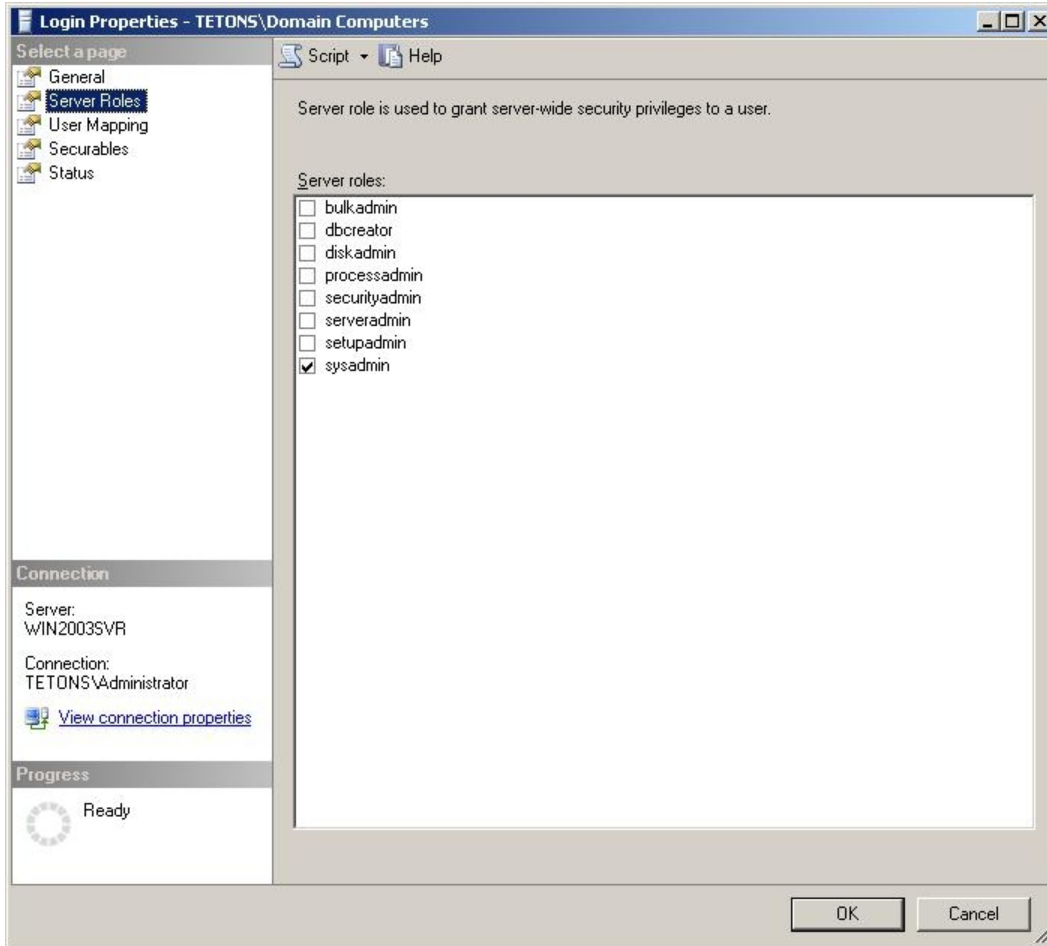 Login Properties - TETONS\Domain Computers
Select a page
General
Server Roles
User Mapping
Securables
Status
Script Help
Server role is used to grant server-wide security privileges to a user.
Server roles:
bulkadmin
dbcreator
diskadmin
processadmin
securityadmin
serveradmin
setupadmin
sysadmin
Connection
Server:
WIN2003SVR
Connection:
TETONS\Administrator
View connection properties
Progress
Ready
OK Cancel